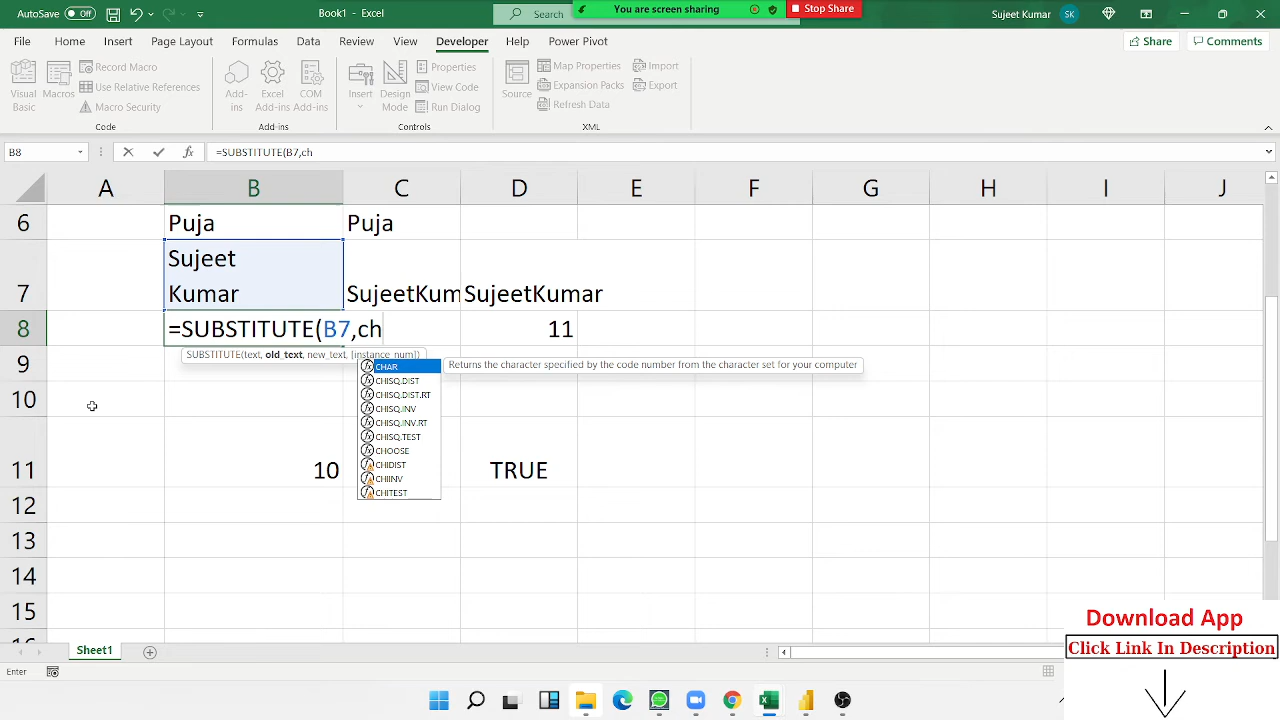 AutoSave Off Book1 - Excel Search You are screen sharing Stop Share Sujeet Kumar SK
File Home Insert Page Layout Formulas Data Review View Developer Help Power Pivot Share Comments
Visual Basic
Macros
Record Macro
Use Relative References
Macro Security
Code
Add-ins
Excel Add-ins
COM Add-ins
Add-ins
Insert
Design Mode
Properties
View Code
Run Dialog
Controls
Source
Map Properties
Expansion Packs
Refresh Data
Import
Export
XML
B8 fx =SUBSTITUTE(B7,ch
A B C D E F G H I J
6 Puja Puja
Sujeet
7 Kumar SujeetKum SujeetKumar
8 =SUBSTITUTE(B7,ch 11
SUBSTITUTE(text, old_text, new_text, [instance_num])
9
CHAR Returns the character specified by the code number from the character set for your computer
CHISQ.DIST
CHISQ.DIST.RT
CHISQ.INV
CHISQ.INV.RT
CHISQ.TEST
CHOOSE
CHIDIST
CHIINV
CHITEST
10
11 10 TRUE
12
13
14
15
16
Download App
Click Link In Description
Sheet1
Enter